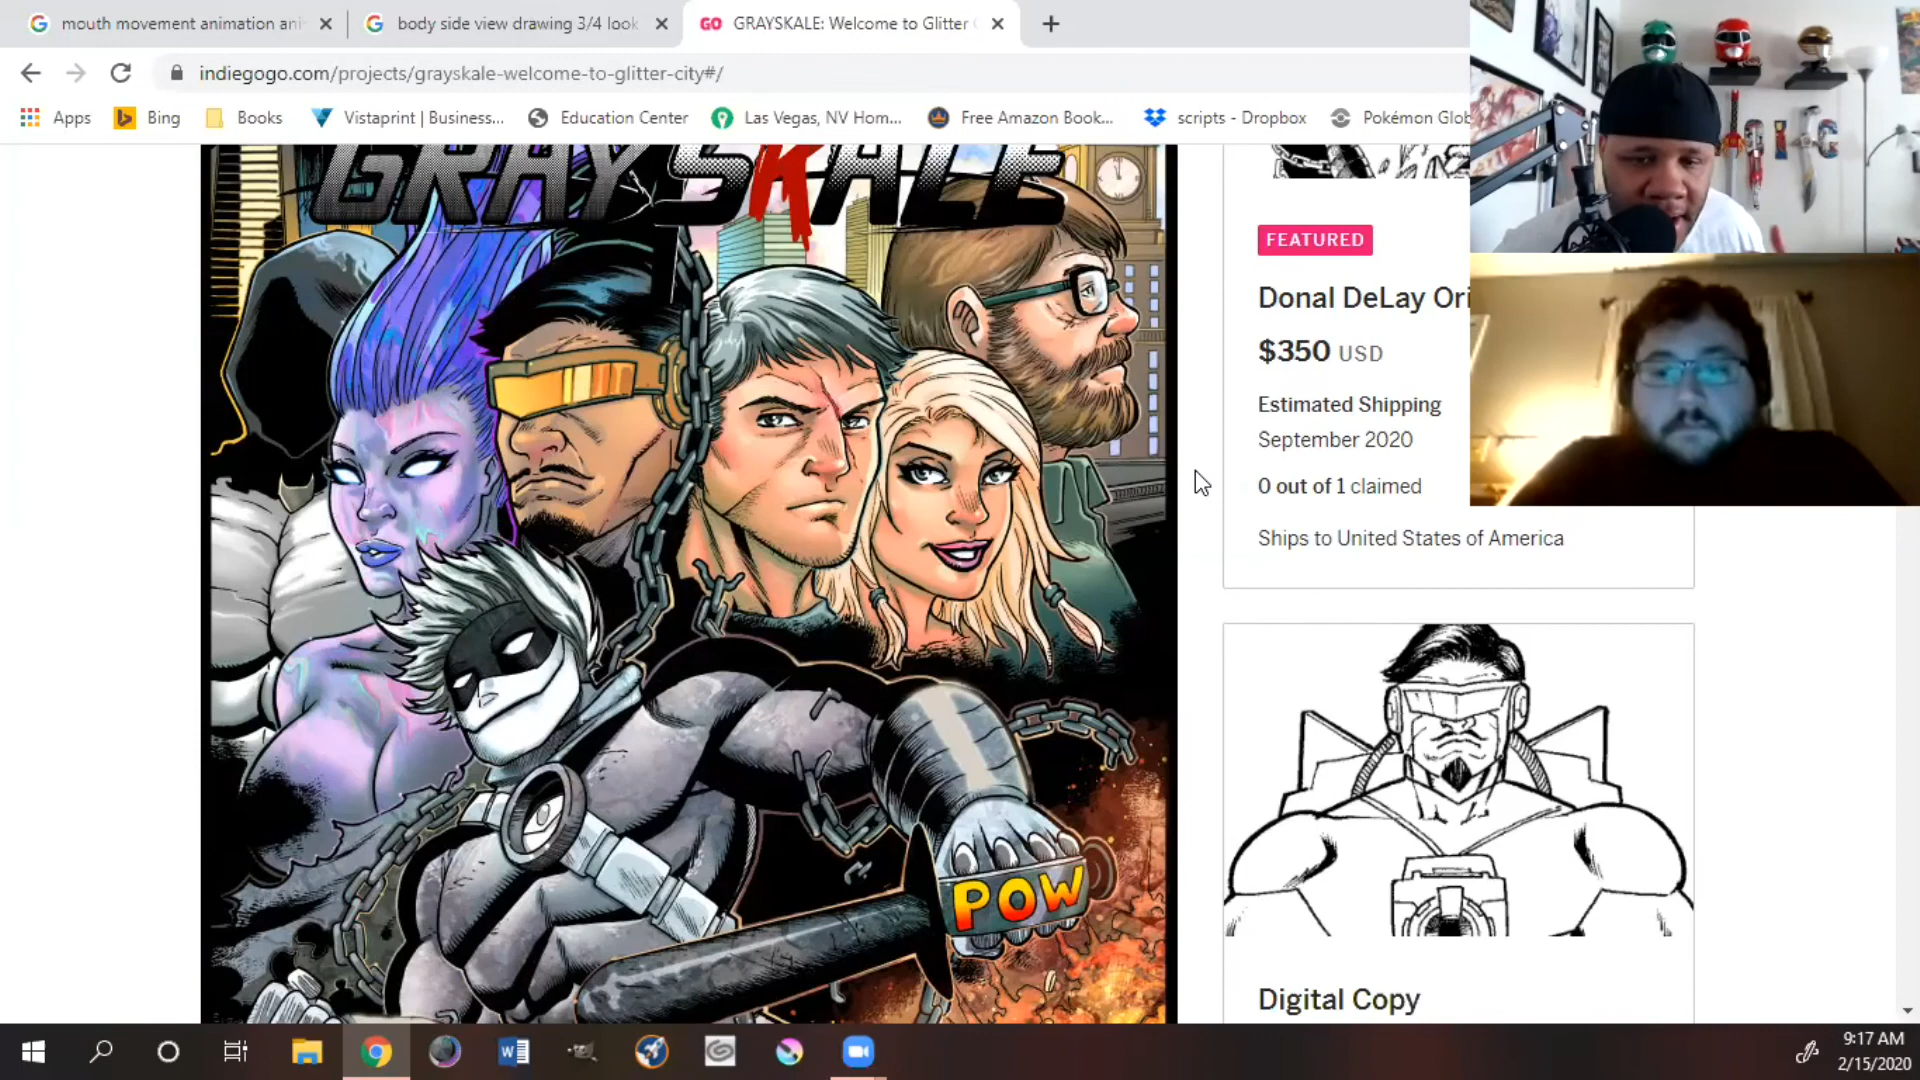 mouth movement animation ani
body side view drawing 3/4 look
GO GRAYSKALE: Welcome to Glitter
indiegogo.com/projects/grayskale-welcome-to-glitter-city#/
Apps
Bing
Books
Vistaprint | Business...
Education Center
Las Vegas, NV Hom...
Free Amazon Book...
scripts - Dropbox
Pokémon Glob
GRAYSKALE
POW
FEATURED
Donal DeLay Ori
$350 USD
Estimated Shipping
September 2020
0 out of 1 claimed
Ships to United States of America
Digital Copy
9:17 AM
2/15/2020